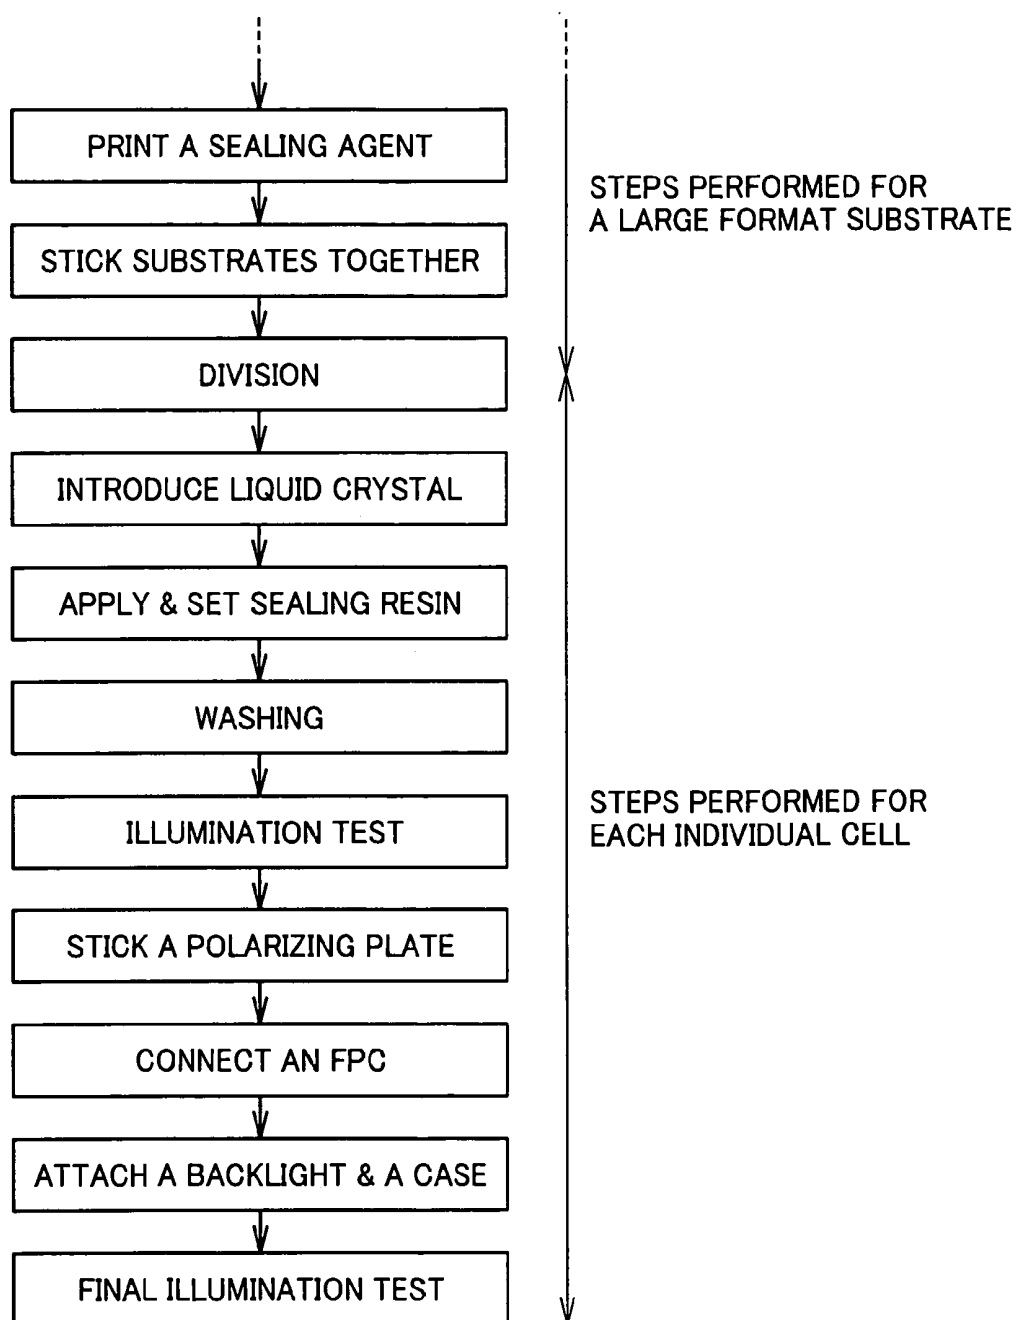 PRINT A SEALING AGENT
STEPS PERFORMED FOR
A LARGE FORMAT SUBSTRATE
STICK SUBSTRATES TOGETHER
DIVISION
INTRODUCE LIQUID CRYSTAL
APPLY & SET SEALING RESIN
WASHING
STEPS PERFORMED FOR
EACH INDIVIDUAL CELL
ILLUMINATION TEST
STICK A POLARIZING PLATE
CONNECT AN FPC
ATTACH A BACKLIGHT & A CASE
FINAL ILLUMINATION TEST